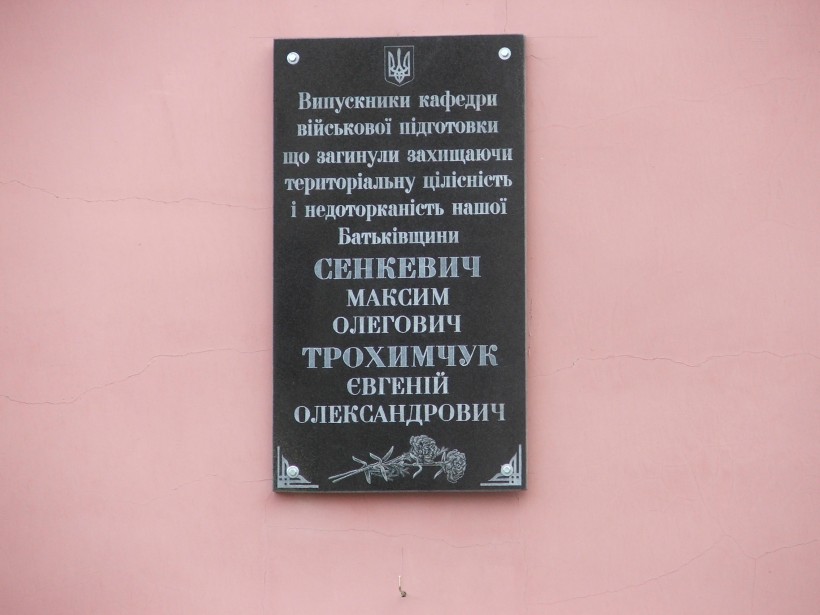 Випускники кафедри
військової підготовки
що загинули захищаючи
територіальну цілісність
і недоторканість нашої
Батьківщини
СЕНКЕВИЧ
МАКСИМ
ОЛЕГОВИЧ
ТРОХИМЧУК
ЄВГЕНІЙ
ОЛЕКСАНДРОВИЧ